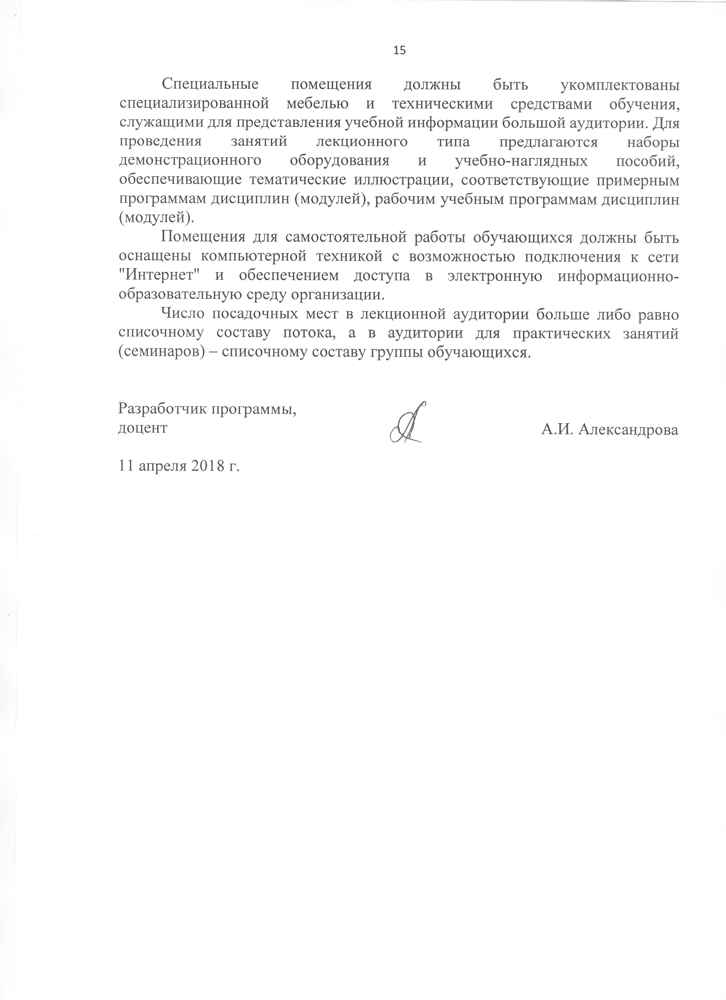 15
Специальные помещения должны быть укомплектованы
специализированной мебелью и техническими средствами обучения,
служащими для представления учебной информации большой аудитории. Для
проведения занятий лекционного типа предлагаются наборы
демонстрационного оборудования и учебно-наглядных пособий,
обеспечивающие тематические иллюстрации, соответствующие примерным
программам дисциплин (модулей), рабочим учебным программам дисциплин
(модулей).
Помещения для самостоятельной работы обучающихся должны быть
оснащены компьютерной техникой с возможностью подключения к сети
"Интернет" и обеспечением доступа в электронную информационно-
образовательную среду организации.
Число посадочных мест в лекционной аудитории больше либо равно
списочному составу потока, а в аудитории для практических занятий
(семинаров) – списочному составу группы обучающихся.
Разработчик программы,
доцент А.И. Александрова
11 апреля 2018 г.